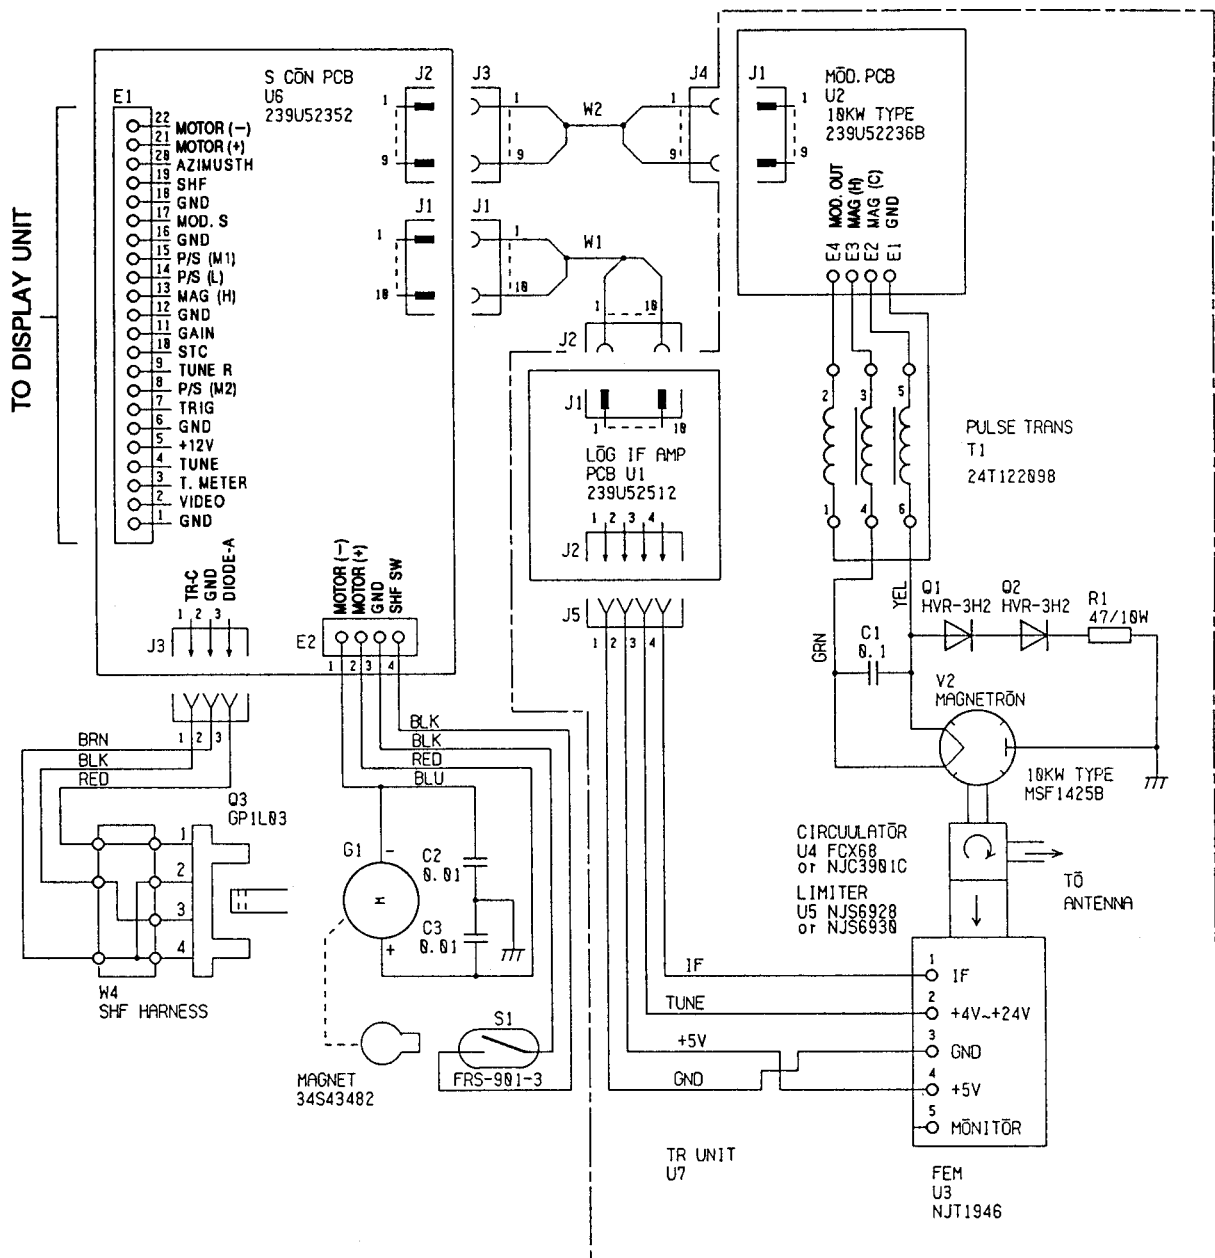 TO DISPLAY UNIT
S CŌN PCB
U6
239U52352
E1
22 MOTOR (−)
21 MOTOR (+)
20 AZIMUSTH
19 SHF
18 GND
17 MOD. S
16 GND
15 P/S (M1)
14 P/S (L)
13 MAG (H)
12 GND
11 GAIN
10 STC
9 TUNE R
8 P/S (M2)
7 TRIG
6 GND
5 +12V
4 TUNE
3 T. METER
2 VIDEO
1 GND
J2
1
9
J3
1
9
W2
J4
1
9
J1
1
9
MŌD. PCB
U2
10KW TYPE
239U52236B
MOD. OUT
MAG (H)
MAG (C)
GND
E4
E3
E2
E1
J1
1
10
J1
1
10
W1
1
10
J2
J1
1
10
LŌG IF AMP
PCB U1
239U52512
1 2 3 4
J2
J5
1 2 3 4
2
3
5
1
4
6
PULSE TRANS
T1
24T122098
TR-C
GND
DIODE-A
1 2 3
J3
1 2 3
MOTOR (−)
MOTOR (+)
GND
SHF SW
E2
1 2 3 4
BRN
BLK
RED
BLK
BLK
RED
BLU
Q3
GP1L03
1
2
3
4
W4
SHF HARNESS
G1
−
M
+
C2
0.01
C3
0.01
MAGNET
34S43482
S1
FRS-901-3
GRN
YEL
C1
0.1
Q1
HVR-3H2
Q2
HVR-3H2
R1
47/10W
V2
MAGNETRŌN
10KW TYPE
MSF1425B
CIRCUULATŌR
U4 FCX68
or NJC3901C
LIMITER
U5 NJS6928
or NJS6930
TŌ
ANTENNA
IF
TUNE
+5V
GND
1 IF
2 +4V~+24V
3 GND
4 +5V
5 MŌNITŌR
TR UNIT
U7
FEM
U3
NJT1946